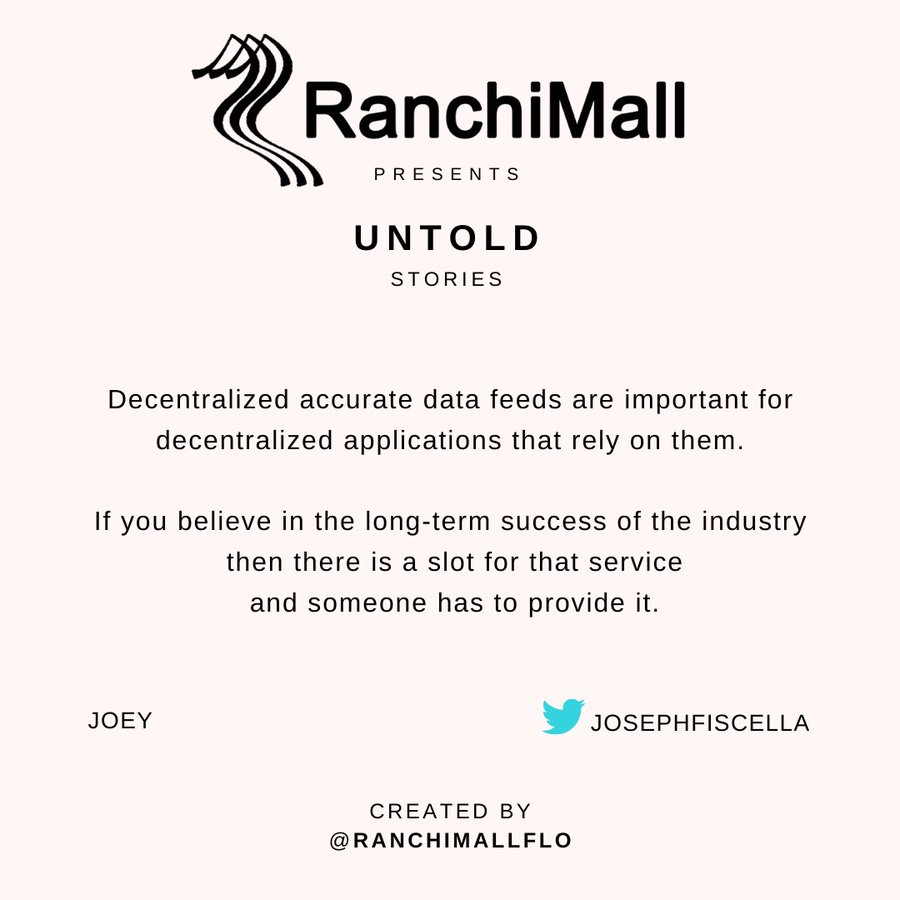 RanchiMall
PRESENTS
UNTOLD
STORIES
Decentralized accurate data feeds are important for
decentralized applications that rely on them.
If you believe in the long-term success of the industry
then there is a slot for that service
and someone has to provide it.
JOEY
JOSEPHFISCELLA
CREATED BY
@RANCHIMALLFLO